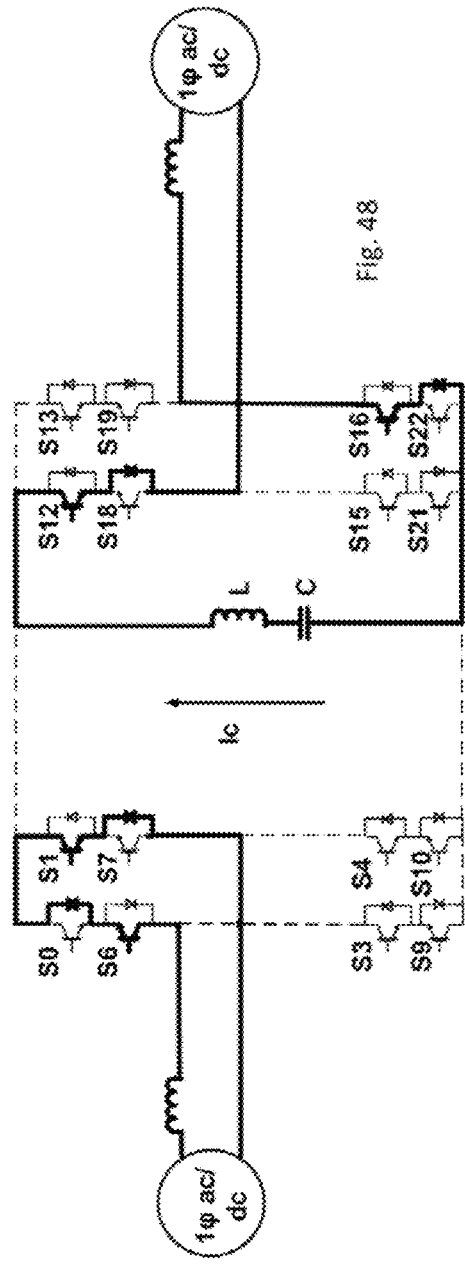 1φ ac/
dc
S0
S6
S1
S7
S3
S9
S4
S10
Ic
L
C
S12
S18
S13
S19
S15
S21
S16
S22
1φ ac/
dc
Fig. 48